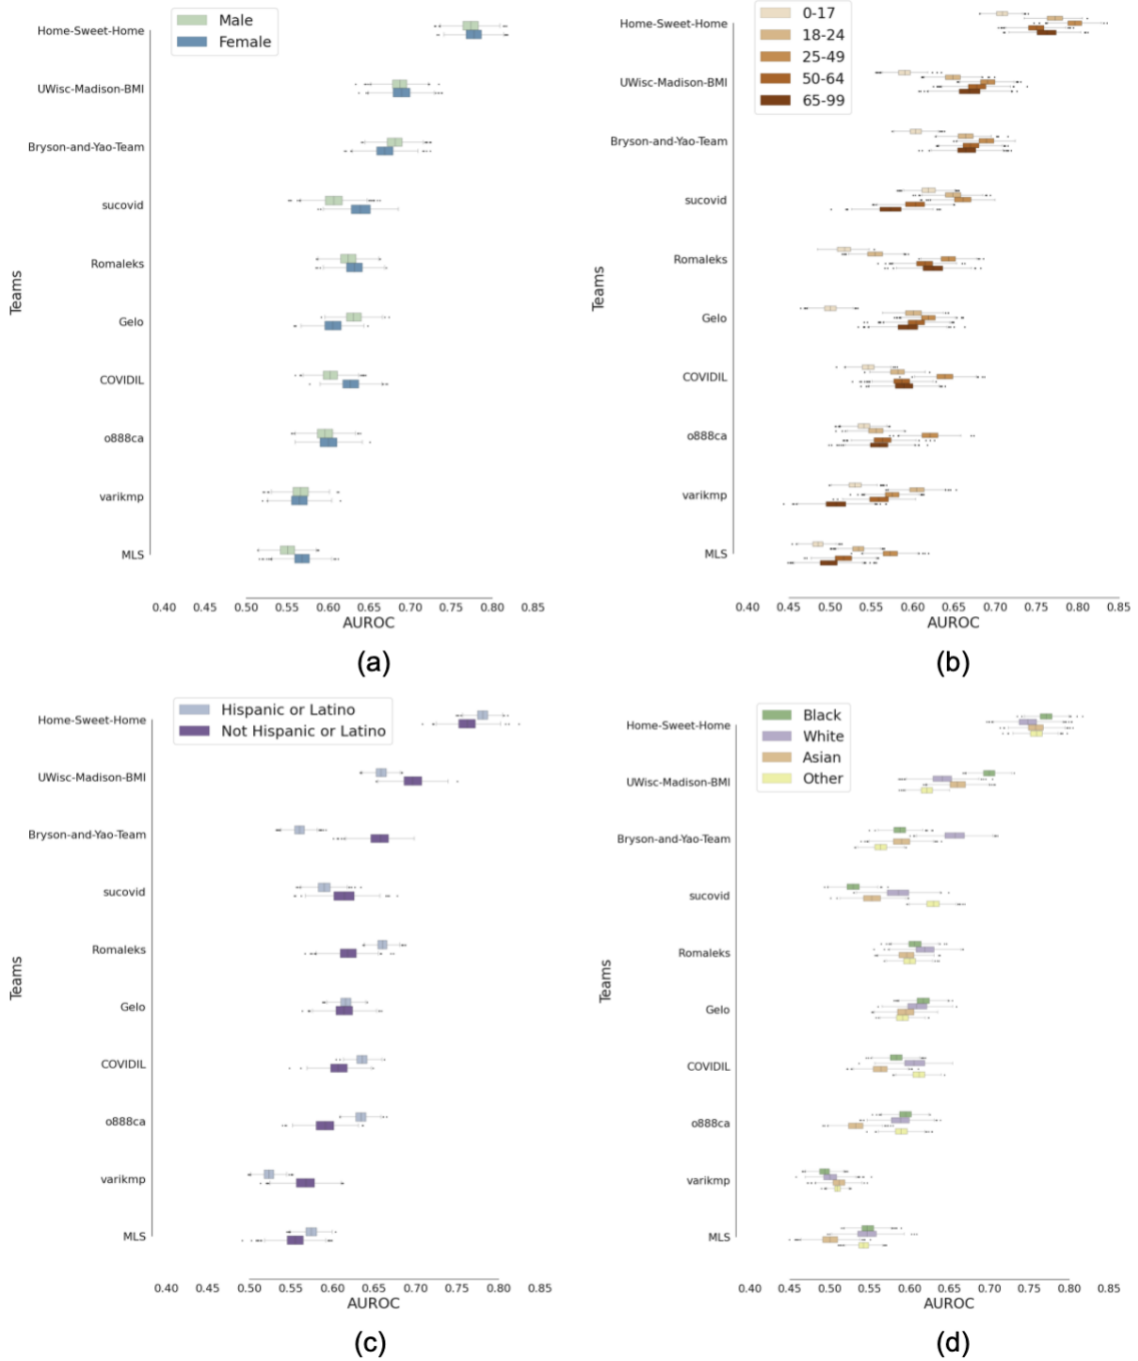 Male
Female
Home-Sweet-Home
UWisc-Madison-BMI
Bryson-and-Yao-Team
sucovid
Romaleks
Gelo
COVIDIL
o888ca
varikmp
MLS
Teams
0.40 0.45 0.50 0.55 0.60 0.65 0.70 0.75 0.80 0.85
AUROC
(a)
0-17
18-24
25-49
50-64
65-99
Home-Sweet-Home
UWisc-Madison-BMI
Bryson-and-Yao-Team
sucovid
Romaleks
Gelo
COVIDIL
o888ca
varikmp
MLS
Teams
0.40 0.45 0.50 0.55 0.60 0.65 0.70 0.75 0.80 0.85
AUROC
(b)
Hispanic or Latino
Not Hispanic or Latino
Home-Sweet-Home
UWisc-Madison-BMI
Bryson-and-Yao-Team
sucovid
Romaleks
Gelo
COVIDIL
o888ca
varikmp
MLS
Teams
0.40 0.45 0.50 0.55 0.60 0.65 0.70 0.75 0.80 0.85
AUROC
(c)
Black
White
Asian
Other
Home-Sweet-Home
UWisc-Madison-BMI
Bryson-and-Yao-Team
sucovid
Romaleks
Gelo
COVIDIL
o888ca
varikmp
MLS
Teams
0.40 0.45 0.50 0.55 0.60 0.65 0.70 0.75 0.80 0.85
AUROC
(d)